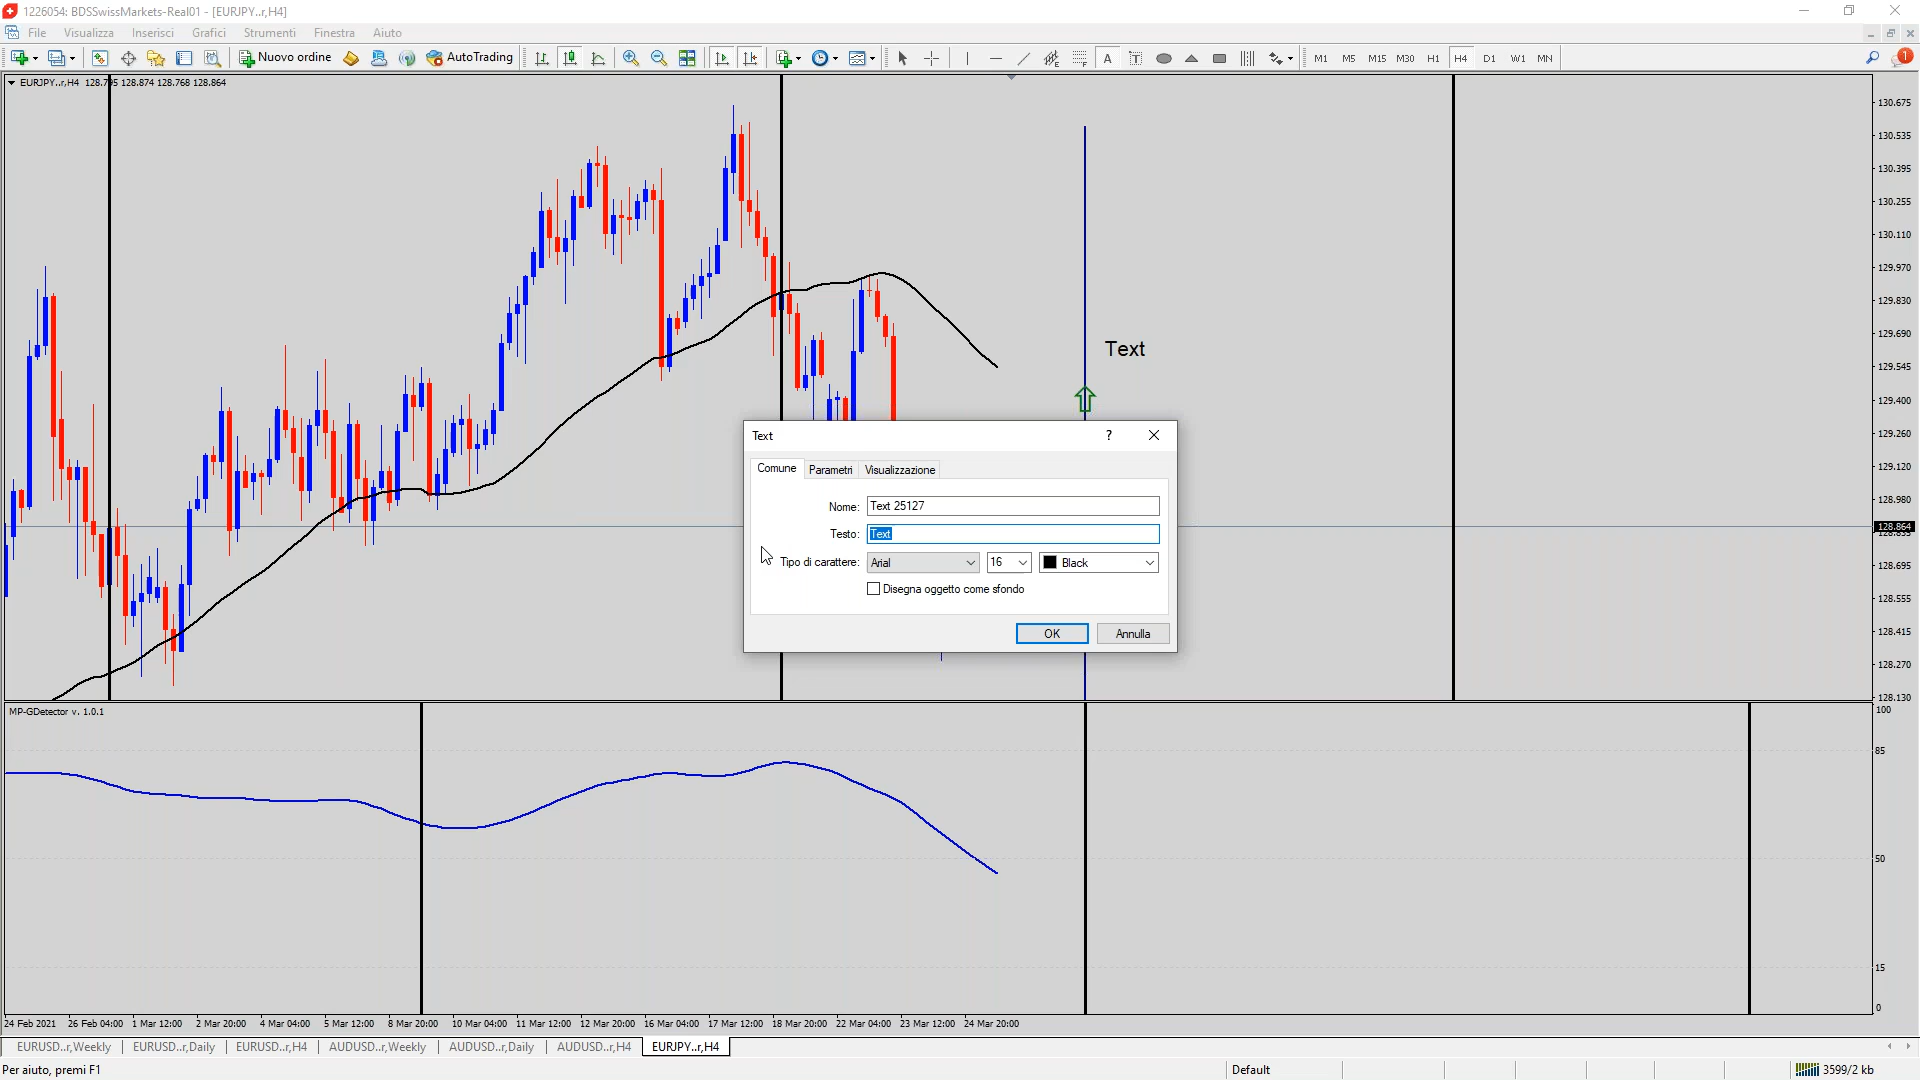 1226054: BDSSwissMarkets-Real01 - [EURJPY..r,H4]
File Visualizza Inserisci Grafici Strumenti Finestra Aiuto
Nuovo ordine AutoTrading A T M1 M5 M15 M30 H1 H4 D1 W1 MN 1
EURJPY..r,H4 128.795 128.874 128.768 128.864
130.675
130.535
130.395
130.255
130.110
129.970
129.830
129.690
129.545
129.400
129.260
129.120
128.980
128.864
128.835
128.695
128.555
128.415
128.270
128.130
Text
Text ?
Comune Parametri Visualizzazione
Nome: Text 25127
Testo: Text
Tipo di carattere: Arial 16 Black
Disegna oggetto come sfondo
OK Annulla
MP-GDetector v. 1.0.1
100
85
50
15
0
24 Feb 2021 26 Feb 04:00 1 Mar 12:00 2 Mar 20:00 4 Mar 04:00 5 Mar 12:00 8 Mar 20:00 10 Mar 04:00 11 Mar 12:00 12 Mar 20:00 16 Mar 04:00 17 Mar 12:00 18 Mar 20:00 22 Mar 04:00 23 Mar 12:00 24 Mar 20:00
EURUSD..r,Weekly EURUSD..r,Daily EURUSD..r,H4 AUDUSD..r,Weekly AUDUSD..r,Daily AUDUSD..r,H4 EURJPY..r,H4
Per aiuto, premi F1 Default 3599/2 kb